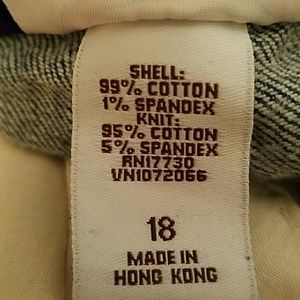 SHELL:
99% COTTON
1% SPANDEX
KNIT:
95% COTTON
5% SPANDEX
RN17730
VN1072066
18
MADE IN
HONG KONG